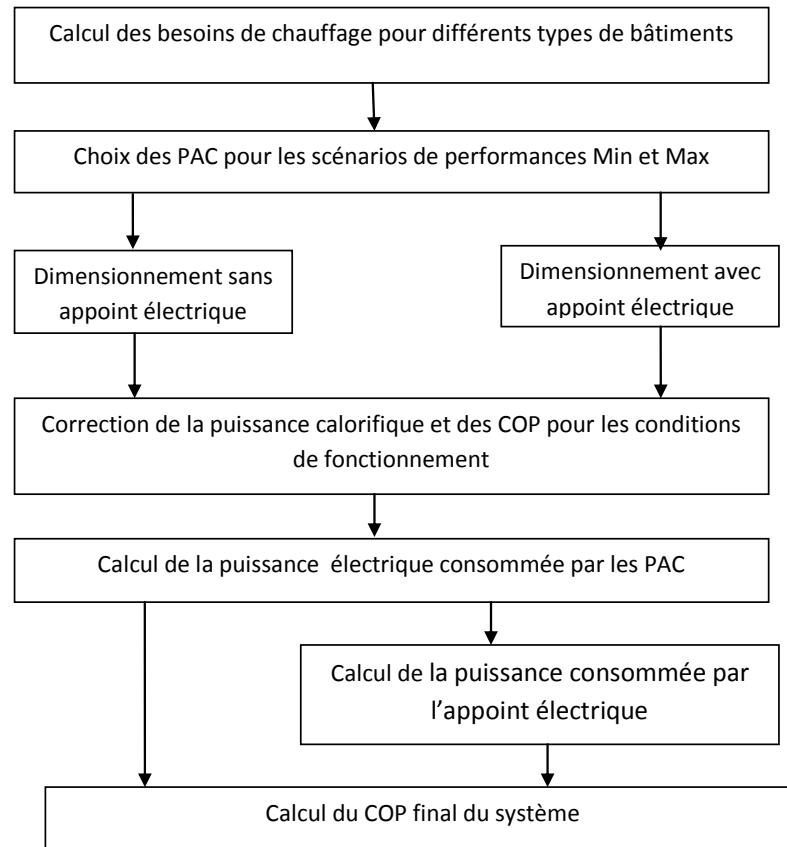 Calcul des besoins de chauffage pour différents types de bâtiments
Choix des PAC pour les scénarios de performances Min et Max
Dimensionnement sans
appoint électrique
Dimensionnement avec
appoint électrique
Correction de la puissance calorifique et des COP pour les conditions
de fonctionnement
Calcul de la puissance électrique consommée par les PAC
Calcul de la puissance consommée par
l'appoint électrique
Calcul du COP final du système